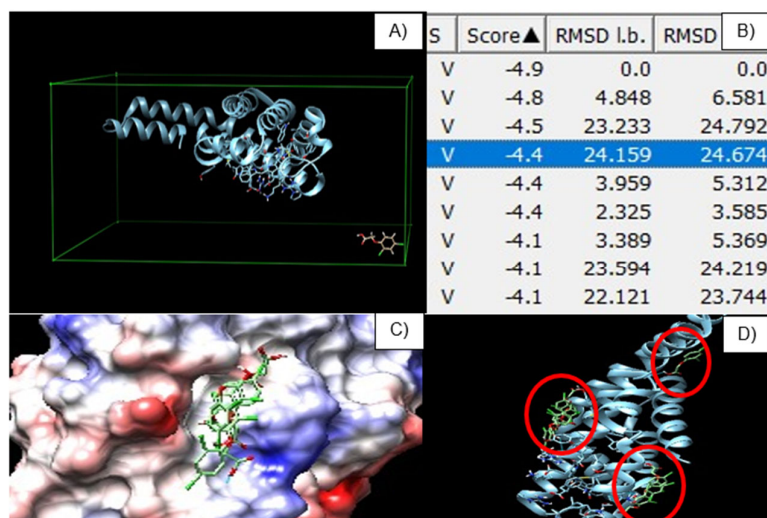 A)
S Score▲ RMSD l.b. RMSD B)
V -4.9 0.0 0.0
V -4.8 4.848 6.581
V -4.5 23.233 24.792
V -4.4 24.159 24.674
V -4.4 3.959 5.312
V -4.4 2.325 3.585
V -4.1 3.389 5.369
V -4.1 23.594 24.219
V -4.1 22.121 23.744
C)
D)